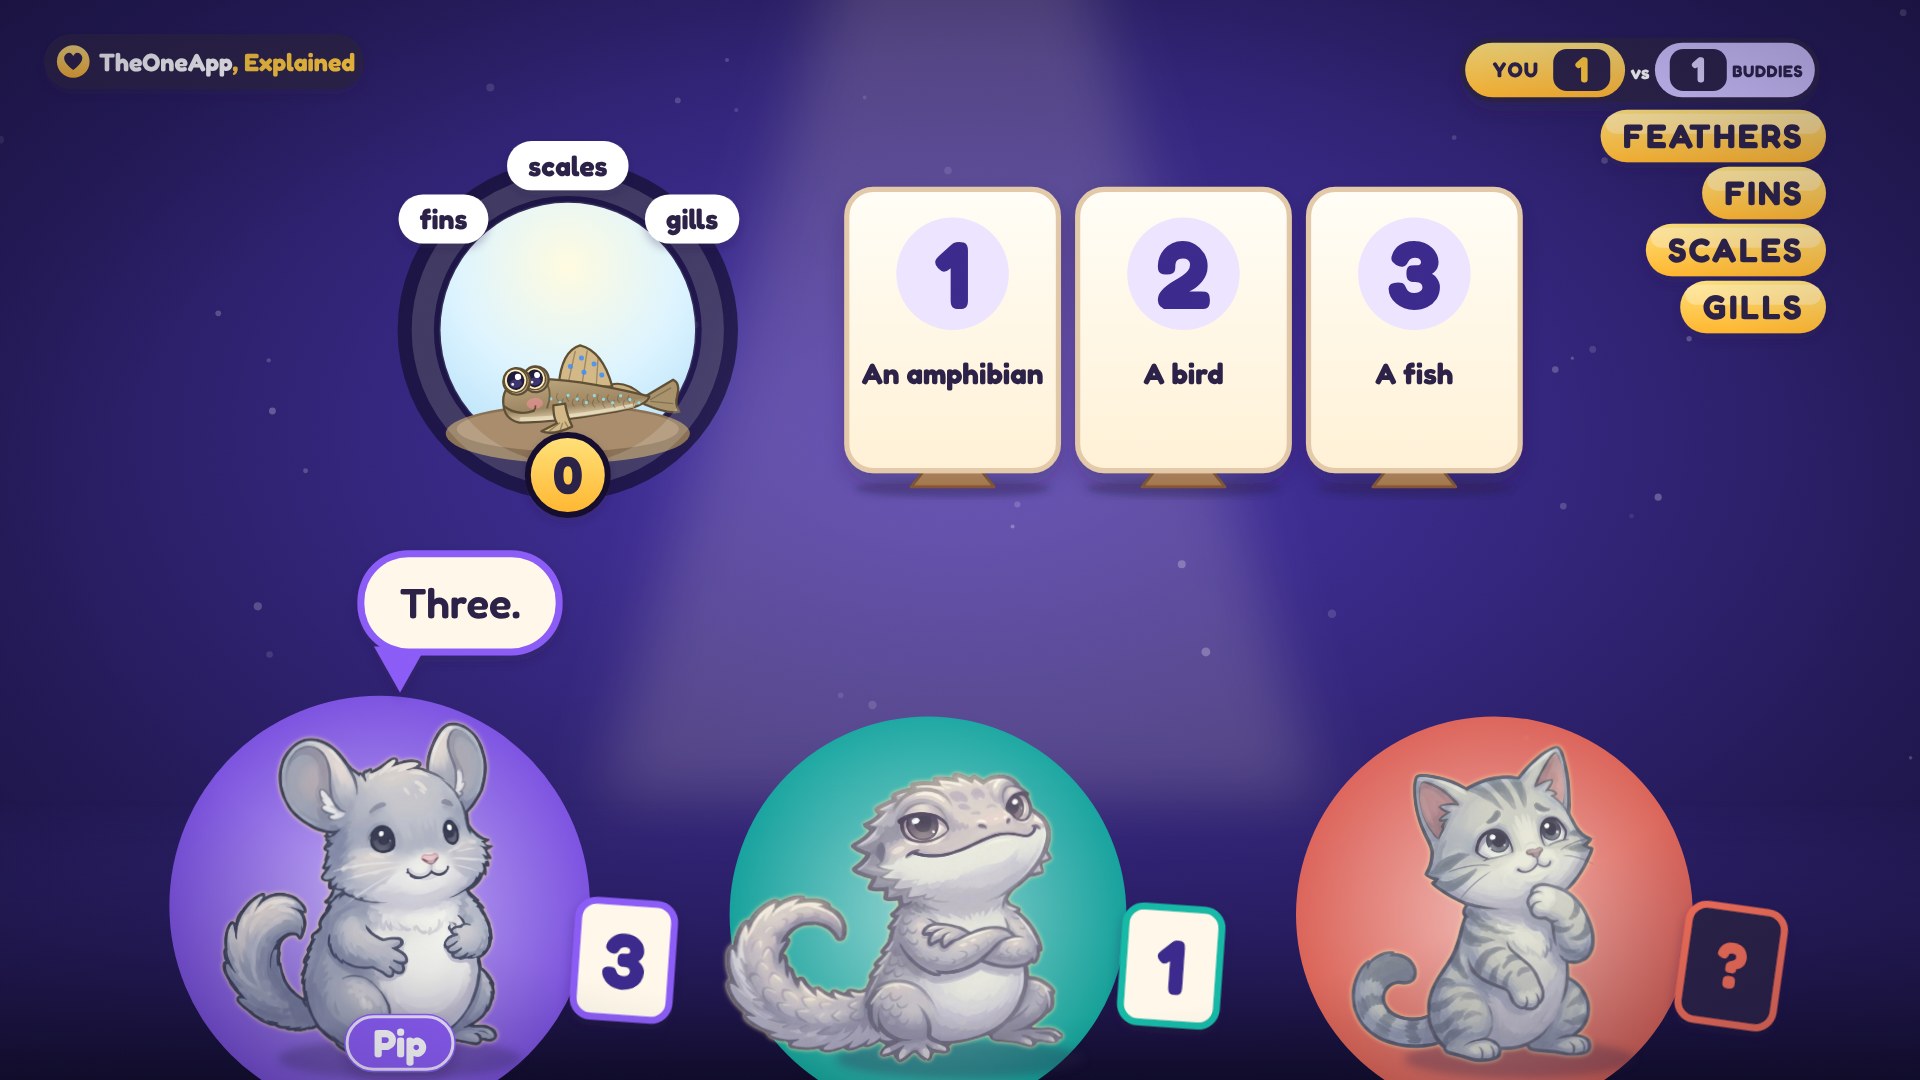 TheOneApp, Explained
YOU 1 vs 1 BUDDIES
FEATHERS
FINS
SCALES
GILLS
scales
fins
gills
0
1
An amphibian
2
A bird
3
A fish
Three.
3
1
?
Pip